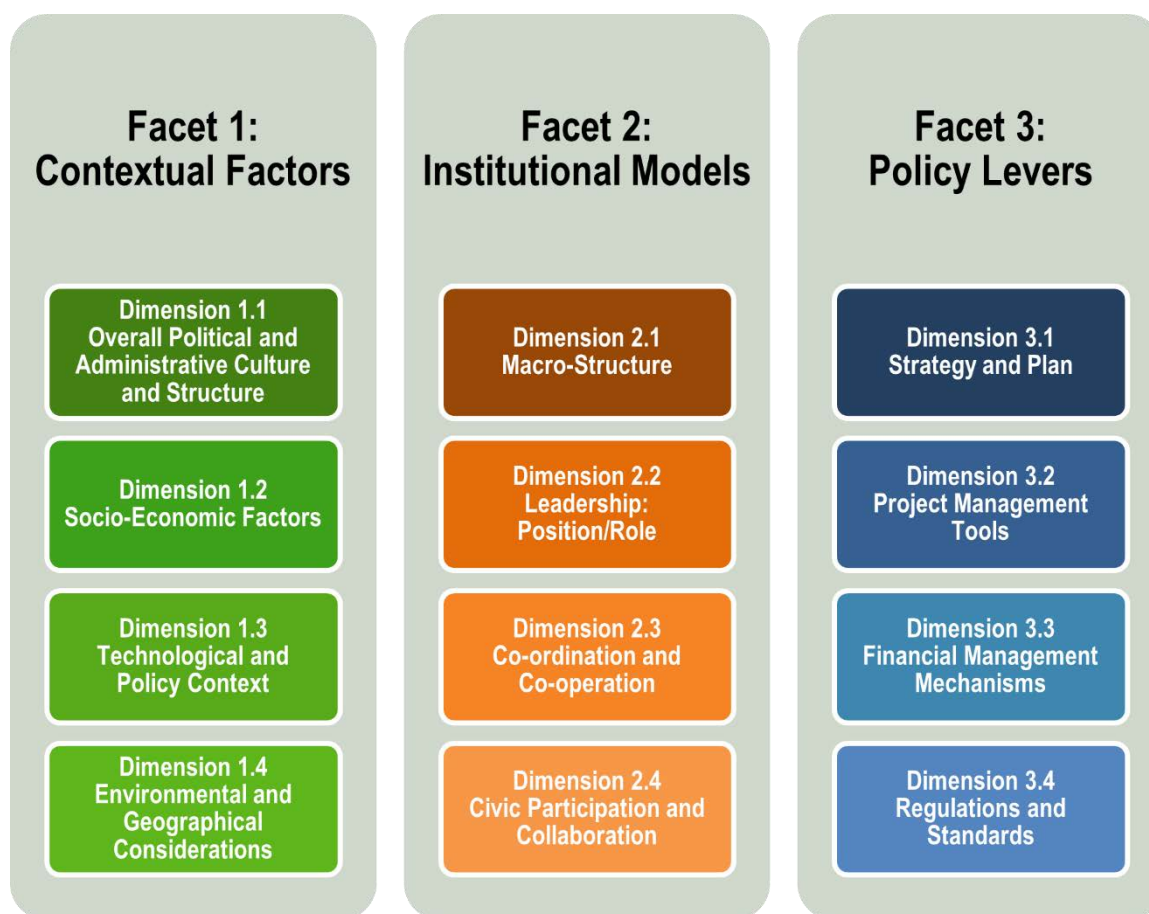 Facet 1:
Contextual Factors
Dimension 1.1
Overall Political and
Administrative Culture
and Structure
Dimension 1.2
Socio-Economic Factors
Dimension 1.3
Technological and
Policy Context
Dimension 1.4
Environmental and
Geographical
Considerations
Facet 2:
Institutional Models
Dimension 2.1
Macro-Structure
Dimension 2.2
Leadership:
Position/Role
Dimension 2.3
Co-ordination and
Co-operation
Dimension 2.4
Civic Participation and
Collaboration
Facet 3:
Policy Levers
Dimension 3.1
Strategy and Plan
Dimension 3.2
Project Management
Tools
Dimension 3.3
Financial Management
Mechanisms
Dimension 3.4
Regulations and
Standards